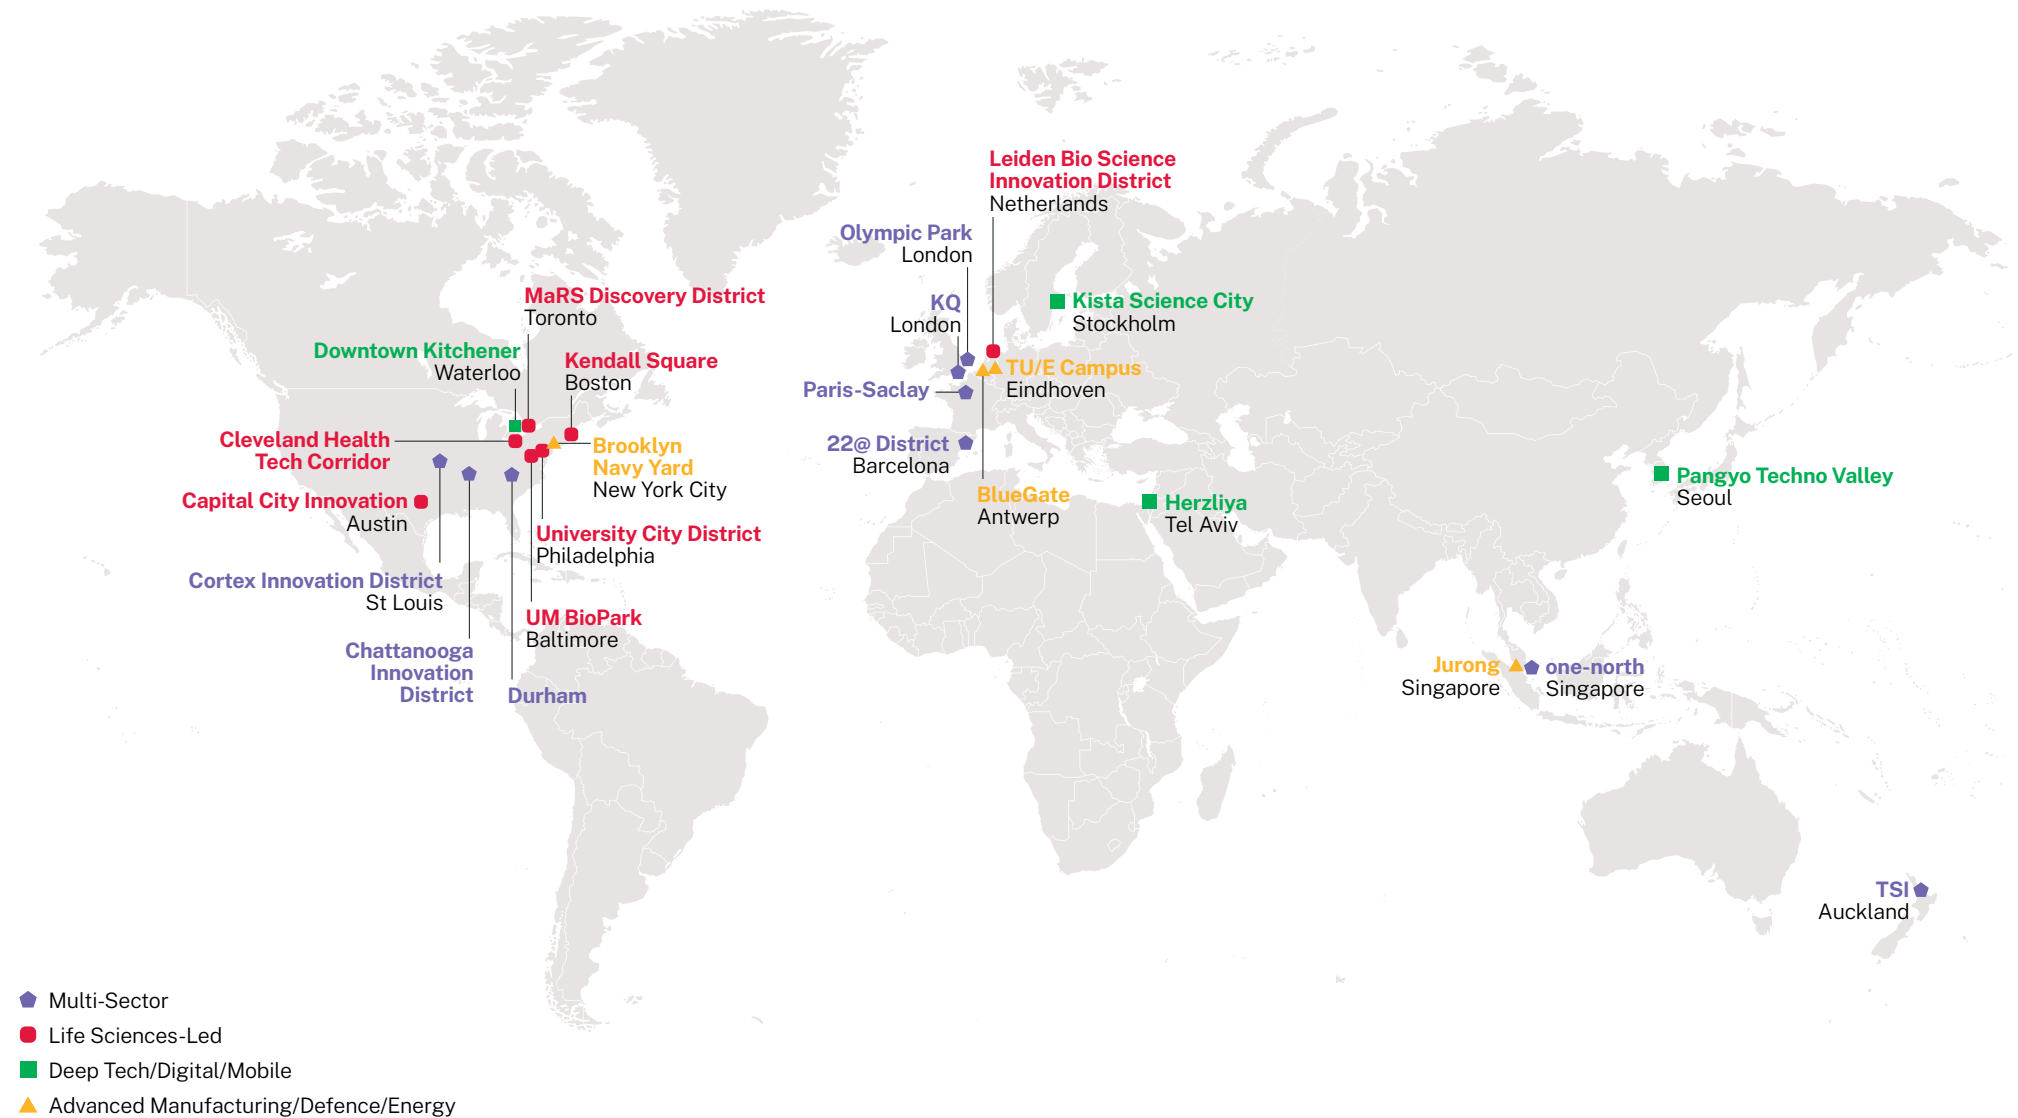 Leiden Bio Science
Innovation District
Netherlands
Olympic Park
London
KQ
London
Kista Science City
Stockholm
MaRS Discovery District
Toronto
Downtown Kitchener
Waterloo
Kendall Square
Boston
TU/E Campus
Eindhoven
Paris-Saclay
Cleveland Health
Tech Corridor
Brooklyn
Navy Yard
New York City
22@ District
Barcelona
Pangyo Techno Valley
Seoul
BlueGate
Antwerp
Herzliya
Tel Aviv
Capital City Innovation
Austin
University City District
Philadelphia
Cortex Innovation District
St Louis
UM BioPark
Baltimore
Chattanooga
Innovation
District
Durham
Jurong
Singapore
one-north
Singapore
TSI
Auckland
Multi-Sector
Life Sciences-Led
Deep Tech/Digital/Mobile
Advanced Manufacturing/Defence/Energy